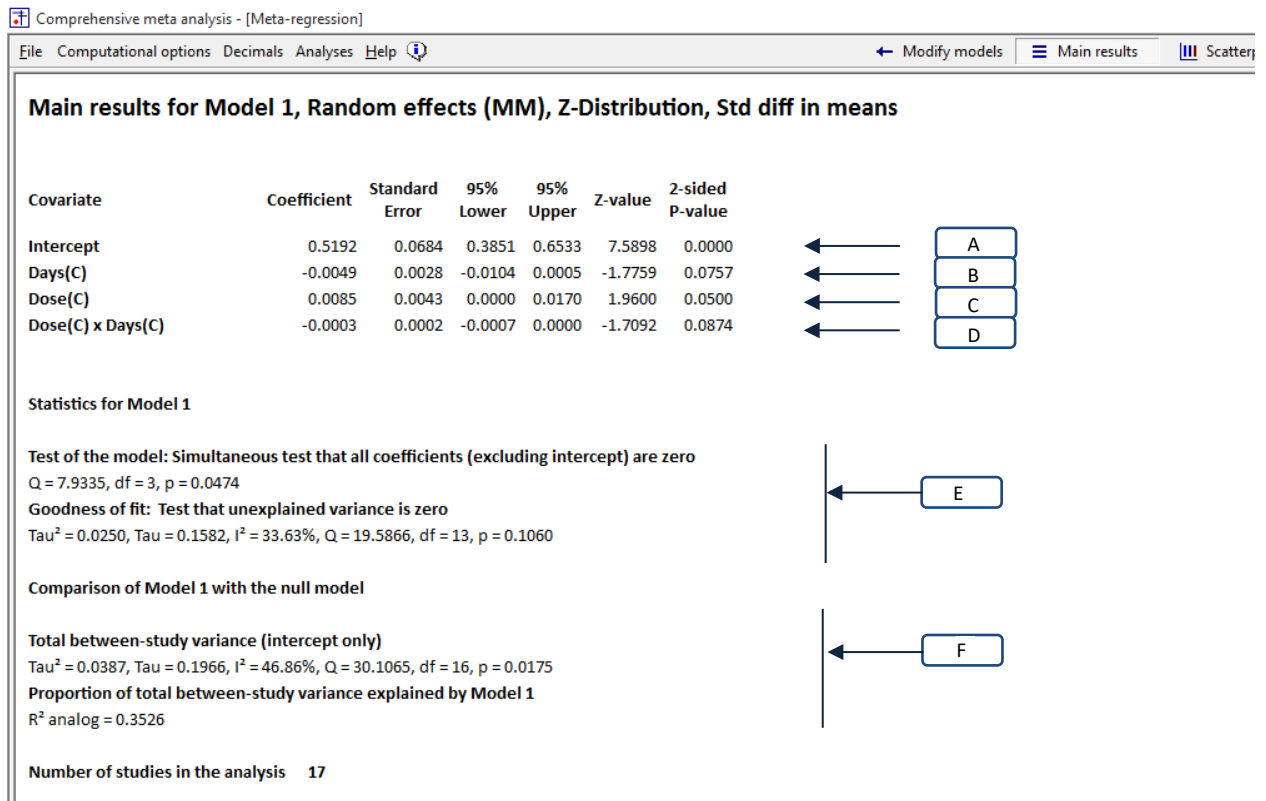 Comprehensive meta analysis - [Meta-regression]
File Computational options Decimals Analyses Help Modify models Main results
Main results for Model 1, Random effects (MM), Z-Distribution, Std diff in means
Covariate Coefficient Standard Error 95% Lower 95% Upper Z-value 2-sided P-value
Intercept 0.5192 0.0684 0.3851 0.6533 7.5898 0.0000 A
Days(C) -0.0049 0.0028 -0.0104 0.0005 -1.7759 0.0757 B
Dose(C) 0.0085 0.0043 0.0000 0.0170 1.9600 0.0500 C
Dose(C) x Days(C) -0.0003 0.0002 -0.0007 0.0000 -1.7092 0.0874 D
Statistics for Model 1
Test of the model: Simultaneous test that all coefficients (excluding intercept) are zero
Q = 7.9335, df = 3, p = 0.0474
E
Goodness of fit: Test that unexplained variance is zero
Tau² = 0.0250, Tau = 0.1582, I² = 33.63%, Q = 19.5866, df = 13, p = 0.1060
Comparison of Model 1 with the null model
Total between-study variance (intercept only)
F
Tau² = 0.0387, Tau = 0.1966, I² = 46.86%, Q = 30.1065, df = 16, p = 0.0175
Proportion of total between-study variance explained by Model 1
R² analog = 0.3526
Number of studies in the analysis 17